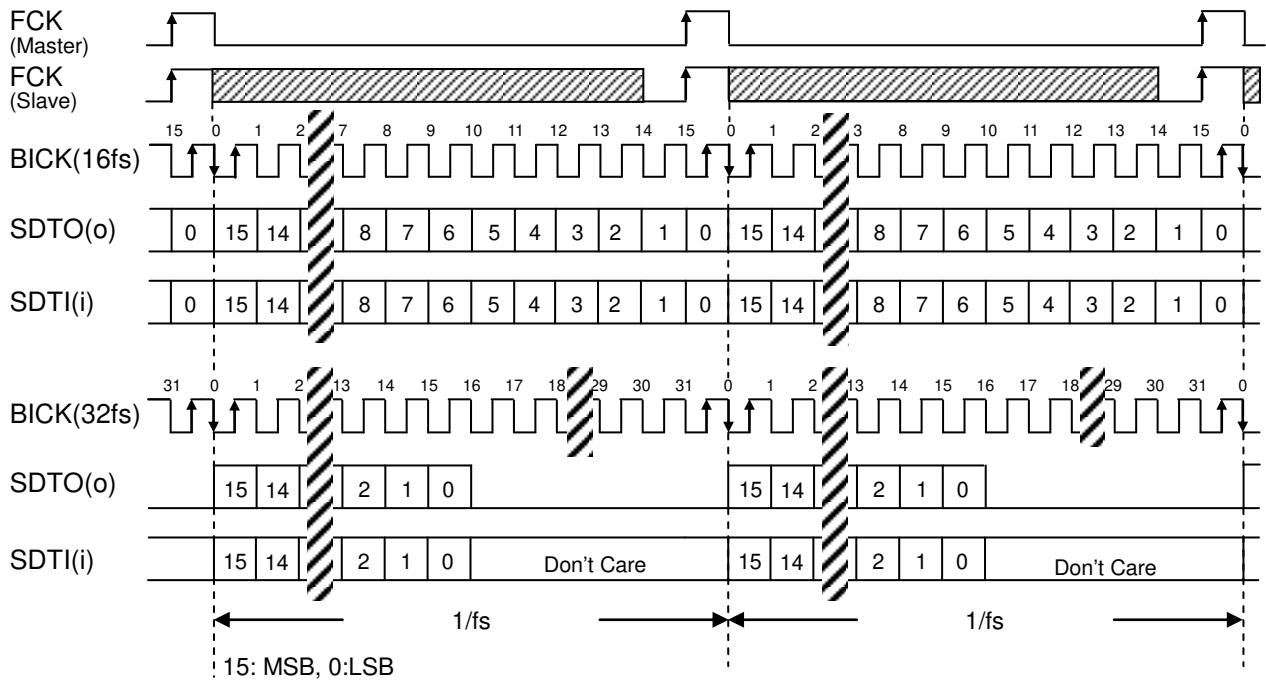 FCK
(Master)
FCK
(Slave)
15 0 1 2 7 8 9 10 11 12 13 14 15 0 1 2 3 8 9 10 11 12 13 14 15 0
BICK(16fs)
SDTO(o) 0 15 14 8 7 6 5 4 3 2 1 0 15 14 8 7 6 5 4 3 2 1 0
SDTI(i) 0 15 14 8 7 6 5 4 3 2 1 0 15 14 8 7 6 5 4 3 2 1 0
31 0 1 2 13 14 15 16 17 18 29 30 31 0 1 2 13 14 15 16 17 18 29 30 31 0
BICK(32fs)
SDTO(o) 15 14 2 1 0 15 14 2 1 0
SDTI(i) 15 14 2 1 0 Don't Care 15 14 2 1 0 Don't Care
1/fs 1/fs
15: MSB, 0:LSB